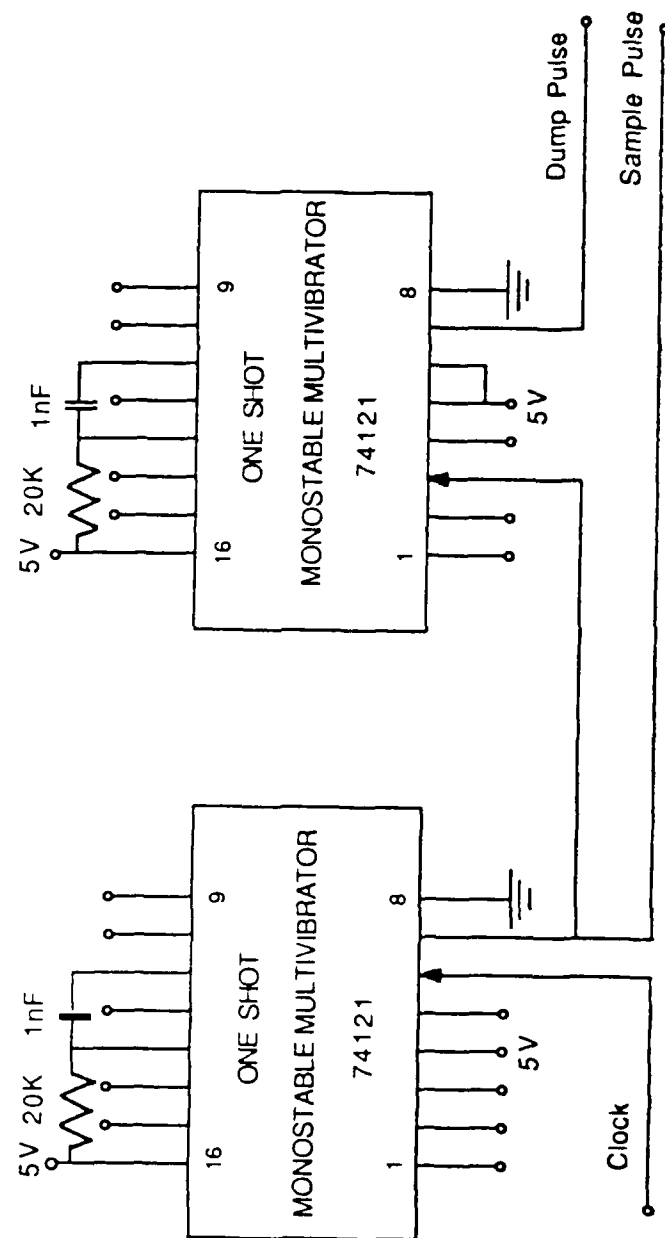 5V 20K 1nF
16
9
ONE SHOT
MONOSTABLE MULTIVIBRATOR
74121
1
8
5V
Clock
5V 20K 1nF
16
9
ONE SHOT
MONOSTABLE MULTIVIBRATOR
74121
1
8
5V
Dump Pulse
Sample Pulse